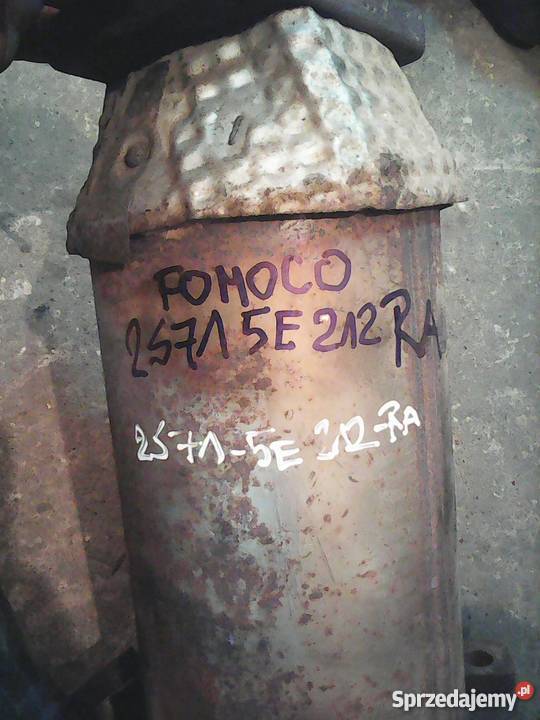 FOMOCO
2S71 5E 212 RA
2S71-5E 212-RA
Sprzedajemy.pl